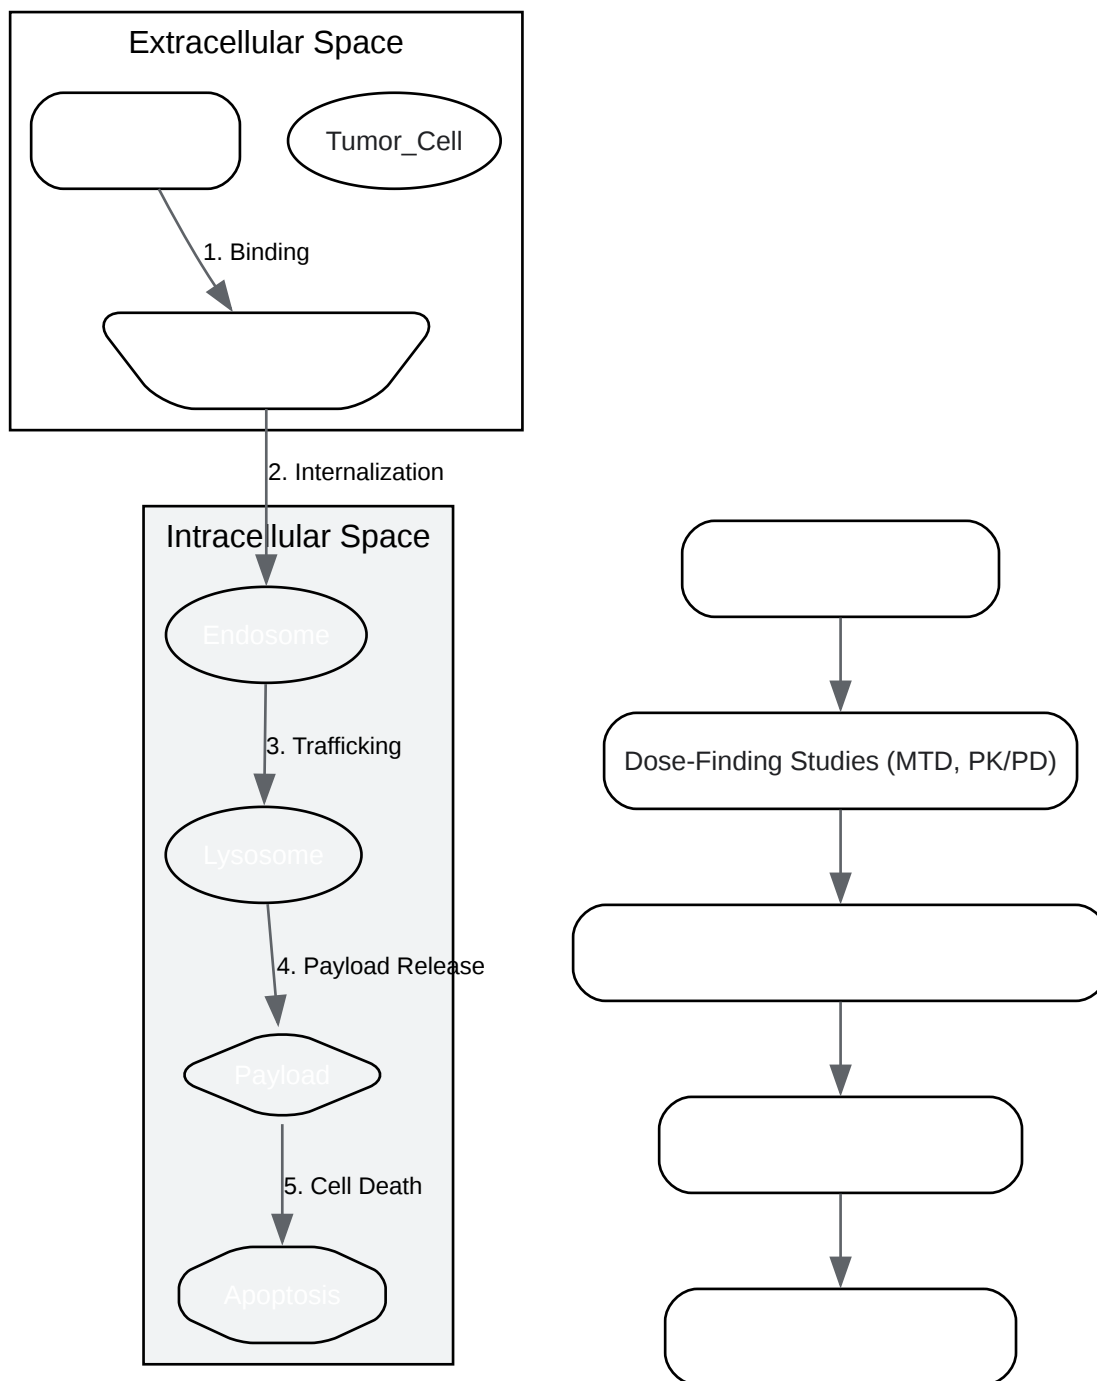 Extracellular Space
Tumor_Cell
1. Binding
2. Internalization
Intracellular Space
Endosome
3. Trafficking
Lysosome
4. Payload Release
Payload
5. Cell Death
Apoptosis
Dose-Finding Studies (MTD, PK/PD)